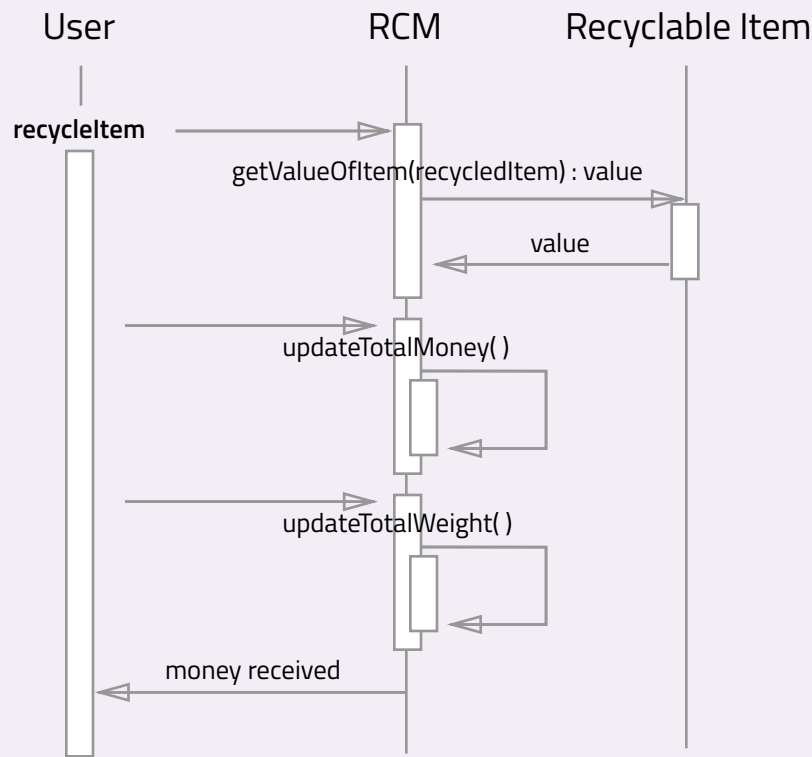 User RCM Recyclable Item
recycleItem
getValueOfItem(recycledItem) : value
value
updateTotalMoney( )
updateTotalWeight( )
money received